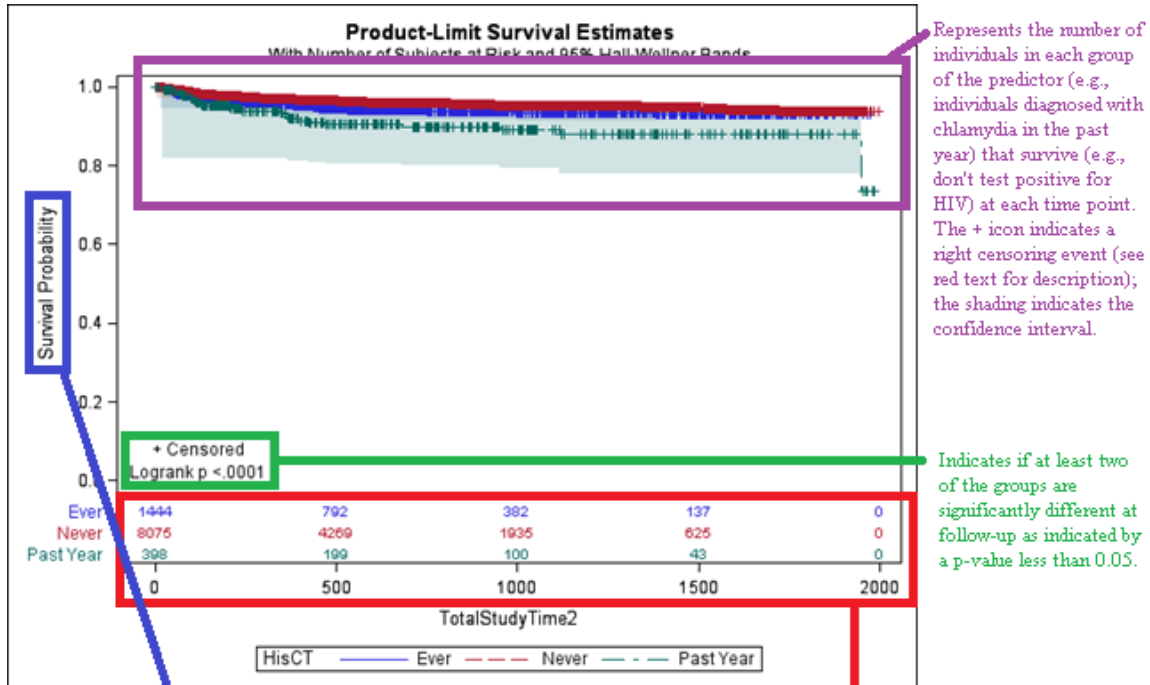 Product-Limit Survival Estimates
With Number of Subjects at Risk and 95% Hall-Wellner Bands
1.0
0.8
0.6
0.4
0.2
0.0
Survival Probability
+ Censored
Logrank p <.0001
Ever 1444 792 382 137 0
Never 8075 4269 1935 625 0
Past Year 398 199 100 43 0
0 500 1000 1500 2000
TotalStudyTime2
HisCT Ever Never Past Year
Represents the number of
individuals in each group
of the predictor (e.g.,
individuals diagnosed with
chlamydia in the past
year) that survive (e.g.,
don't test positive for
HIV) at each time point.
The + icon indicates a
right censoring event (see
red text for description);
the shading indicates the
confidence interval.
Indicates if at least two
of the groups are
significantly different at
follow-up as indicated by
a p-value less than 0.05.